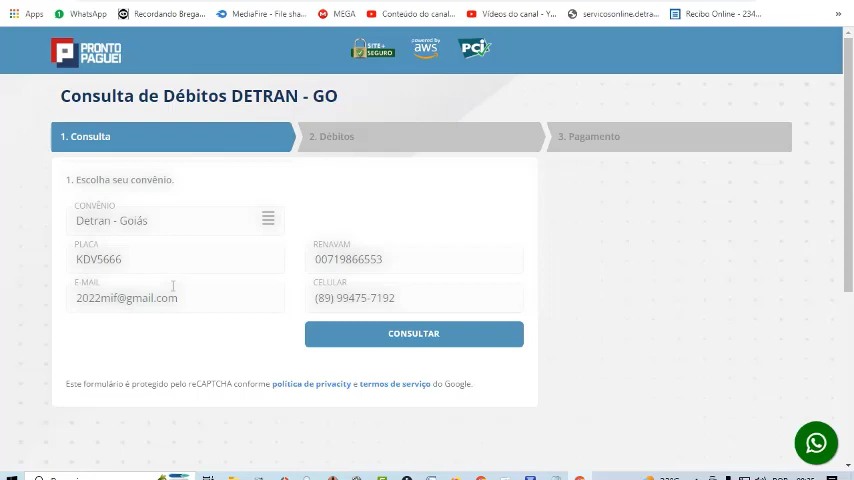 Apps WhatsApp Recordando Brega... MediaFire - File sha... MEGA Conteúdo do canal... Vídeos do canal - Y... servicosonline.detra... Recibo Online - 234... »
PRONTO PAGUEI
SITE+ SEGURO
powered by aws
PCi
Consulta de Débitos DETRAN - GO
1. Consulta 2. Débitos 3. Pagamento
1. Escolha seu convênio.
CONVÊNIO
Detran - Goiás
PLACA RENAVAM
KDV5666 00719866553
E-MAIL CELULAR
2022mif@gmail.com (89) 99475-7192
CONSULTAR
Este formulário é protegido pelo reCAPTCHA conforme política de privacity e termos de serviço do Google.